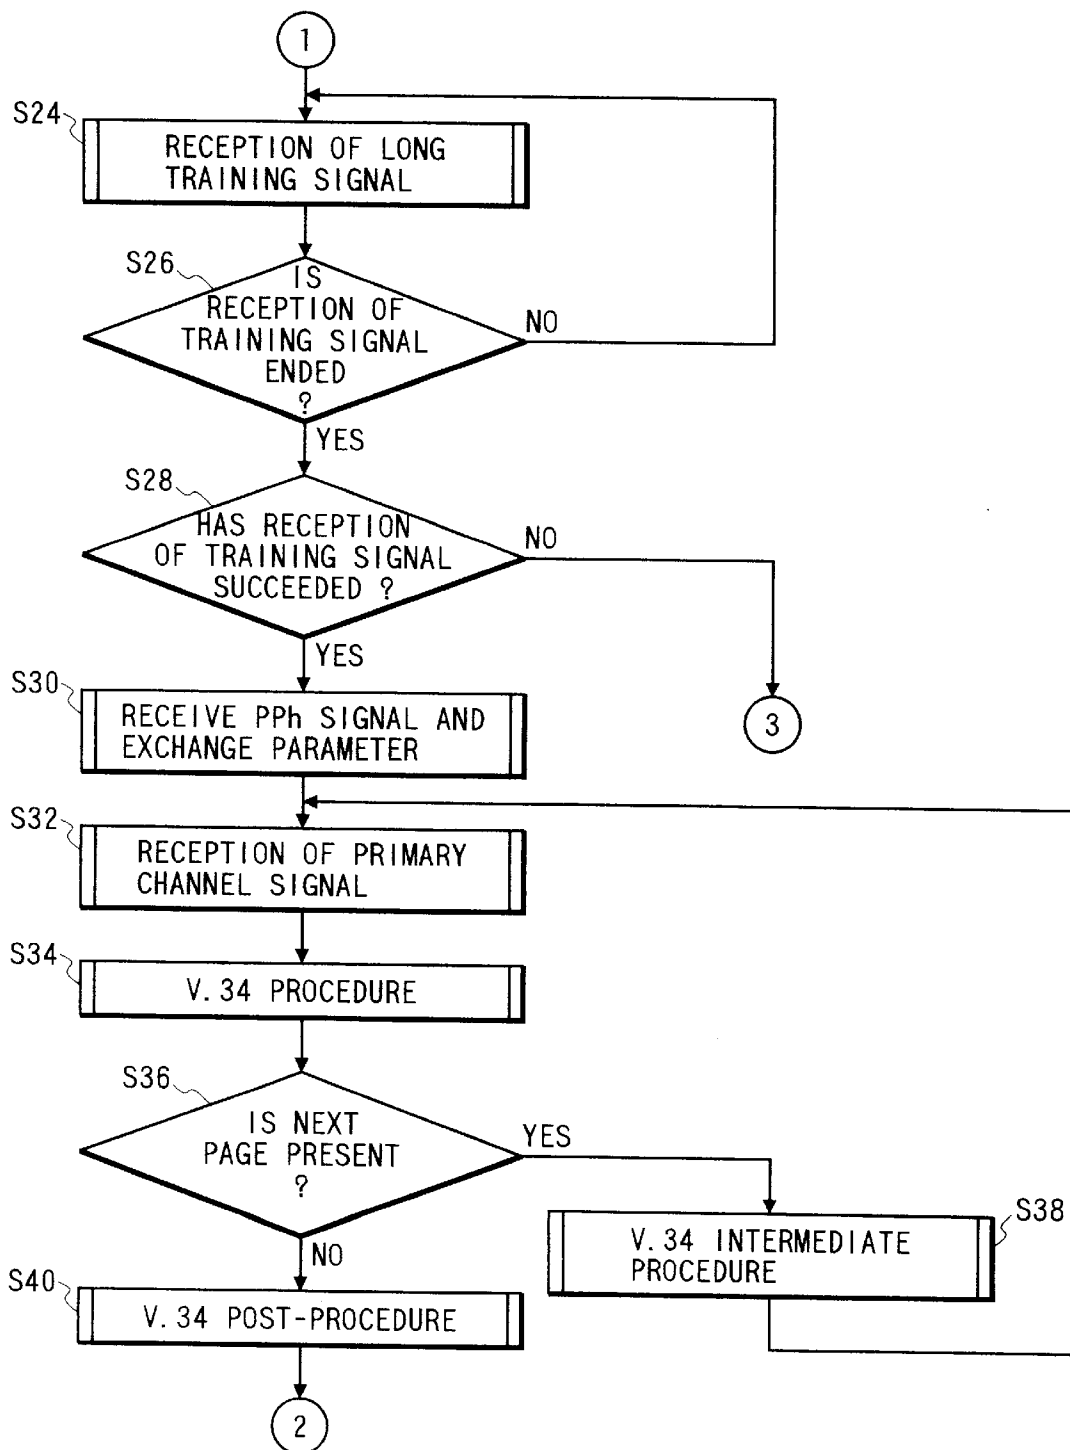 1
S24
RECEPTION OF LONG
TRAINING SIGNAL
S26
IS
RECEPTION OF
TRAINING SIGNAL
ENDED
?
NO
YES
S28
HAS RECEPTION
OF TRAINING SIGNAL
SUCCEEDED ?
NO
YES
S30
RECEIVE PPh SIGNAL AND
EXCHANGE PARAMETER
3
S32
RECEPTION OF PRIMARY
CHANNEL SIGNAL
S34
V.34 PROCEDURE
S36
IS NEXT
PAGE PRESENT
?
YES
NO
S38
V.34 INTERMEDIATE
PROCEDURE
S40
V.34 POST-PROCEDURE
2